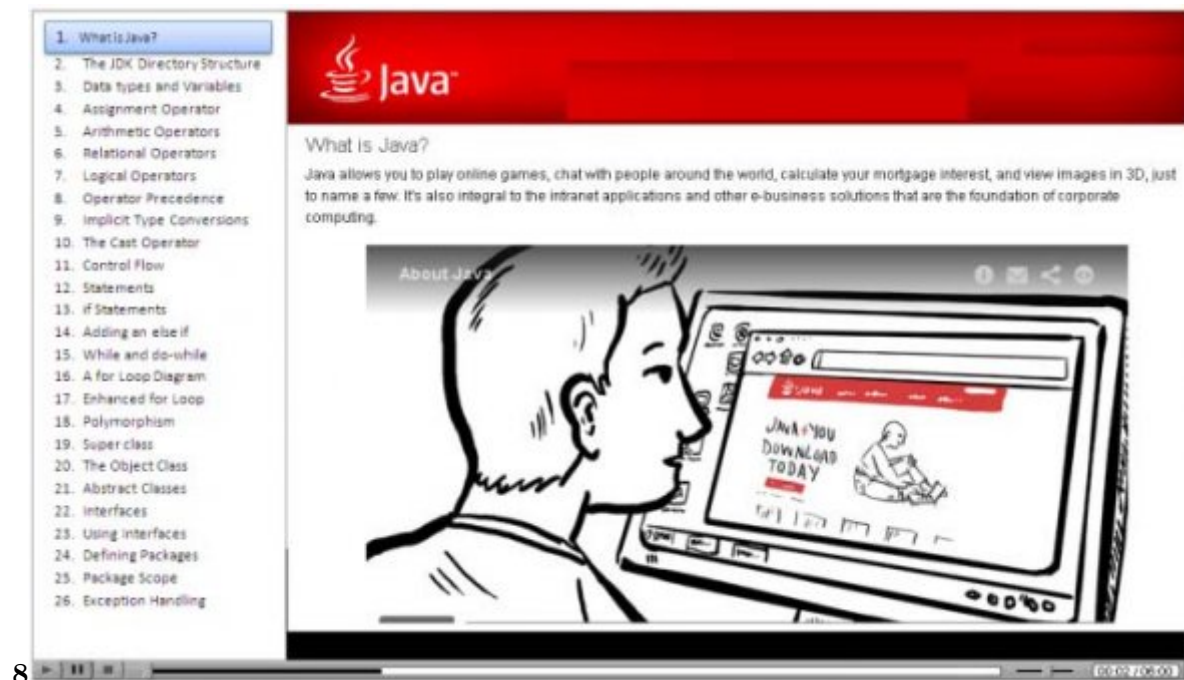 1. What is Java?
2. The JDK Directory Structure
3. Data types and Variables
4. Assignment Operator
5. Arithmetic Operators
6. Relational Operators
7. Logical Operators
8. Operator Precedence
9. Implicit Type Conversions
10. The Cast Operator
11. Control Flow
12. Statements
13. if Statements
14. Adding an else if
15. While and do-while
16. A for Loop Diagram
17. Enhanced for Loop
18. Polymorphism
19. Super class
20. The Object Class
21. Abstract Classes
22. Interfaces
23. Using Interfaces
24. Defining Packages
25. Package Scope
26. Exception Handling
Java
What is Java?
Java allows you to play online games, chat with people around the world, calculate your mortgage interest, and view images in 3D, just
to name a few. It's also integral to the intranet applications and other e-business solutions that are the foundation of corporate
computing.
About Java
JAVA + YOU
DOWNLOAD
TODAY
8
00:02 / 06:00